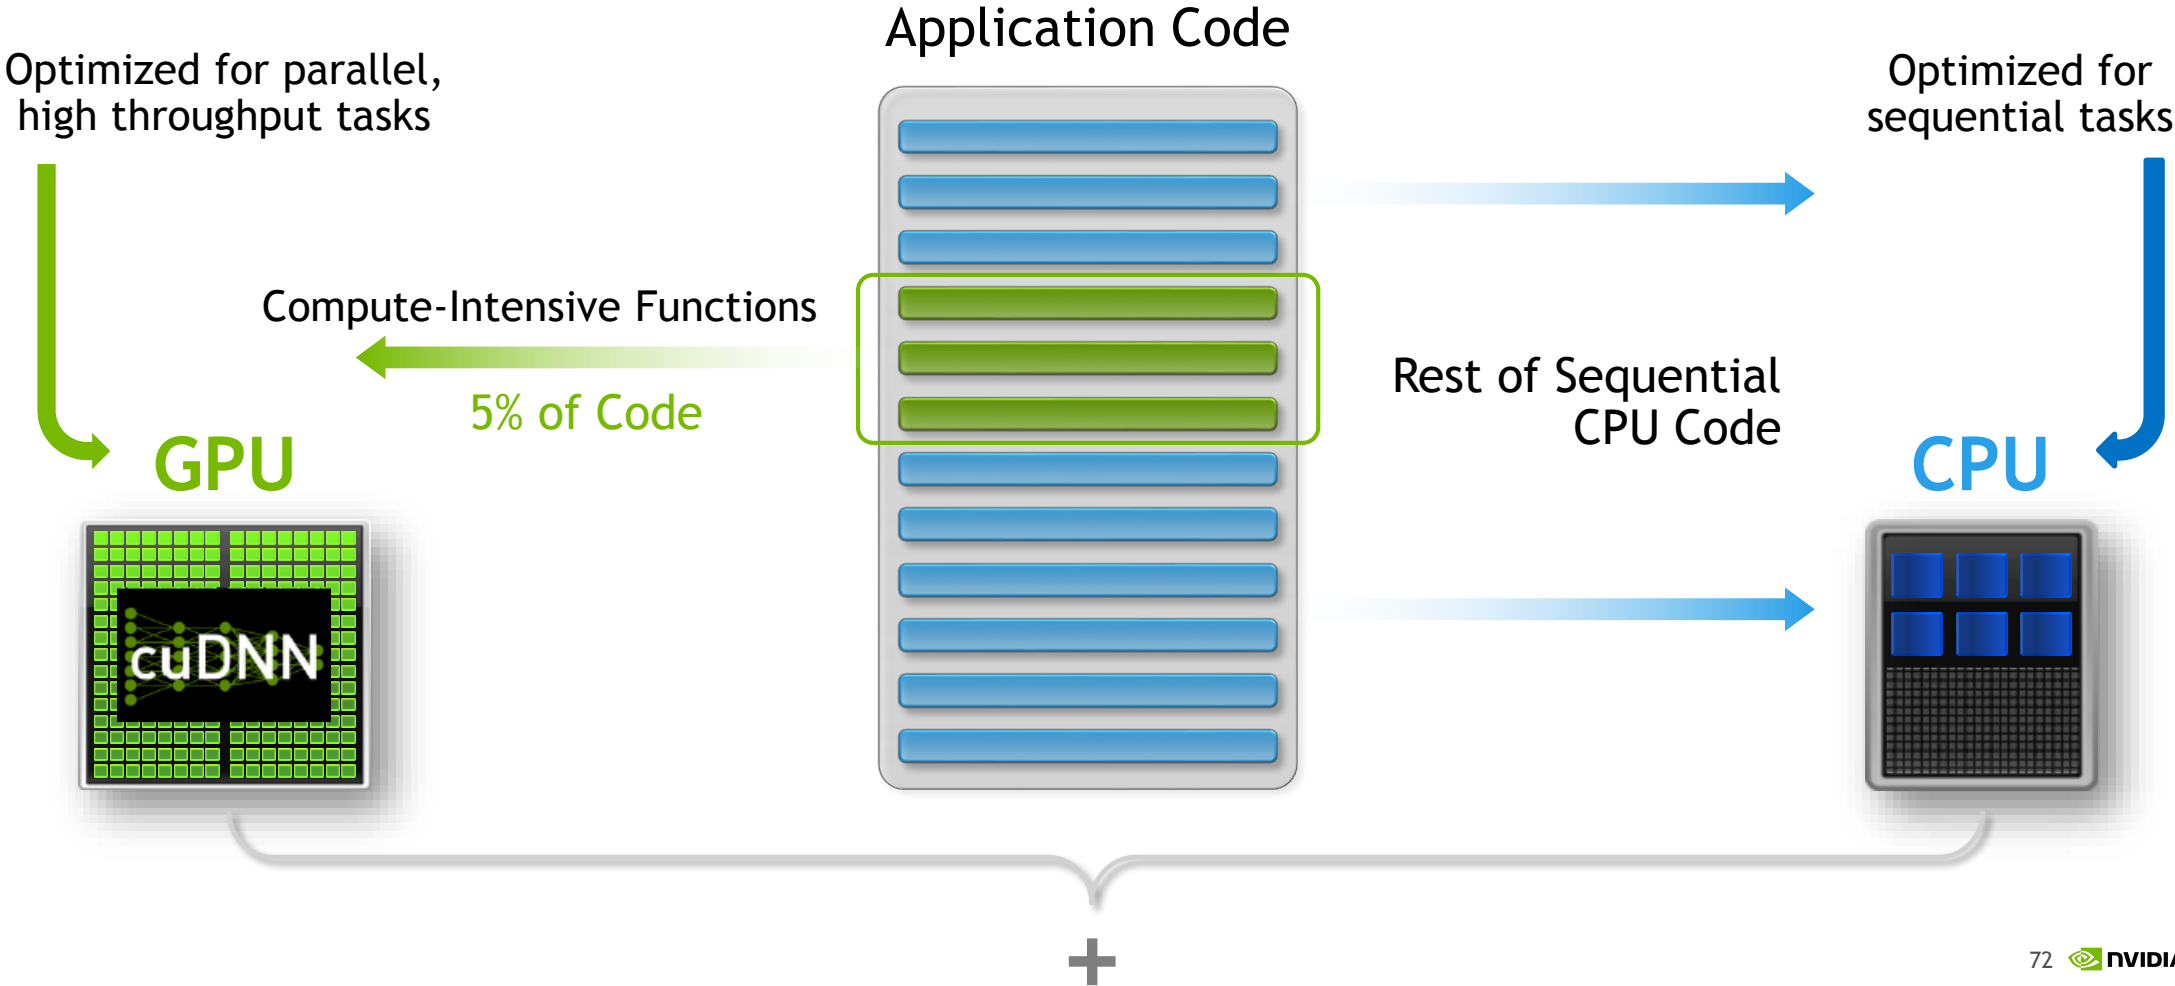 Application Code
Optimized for parallel,
high throughput tasks
Optimized for
sequential tasks
Compute-Intensive Functions
5% of Code
Rest of Sequential
CPU Code
GPU
CPU
cuDNN
+
72 NVIDIA